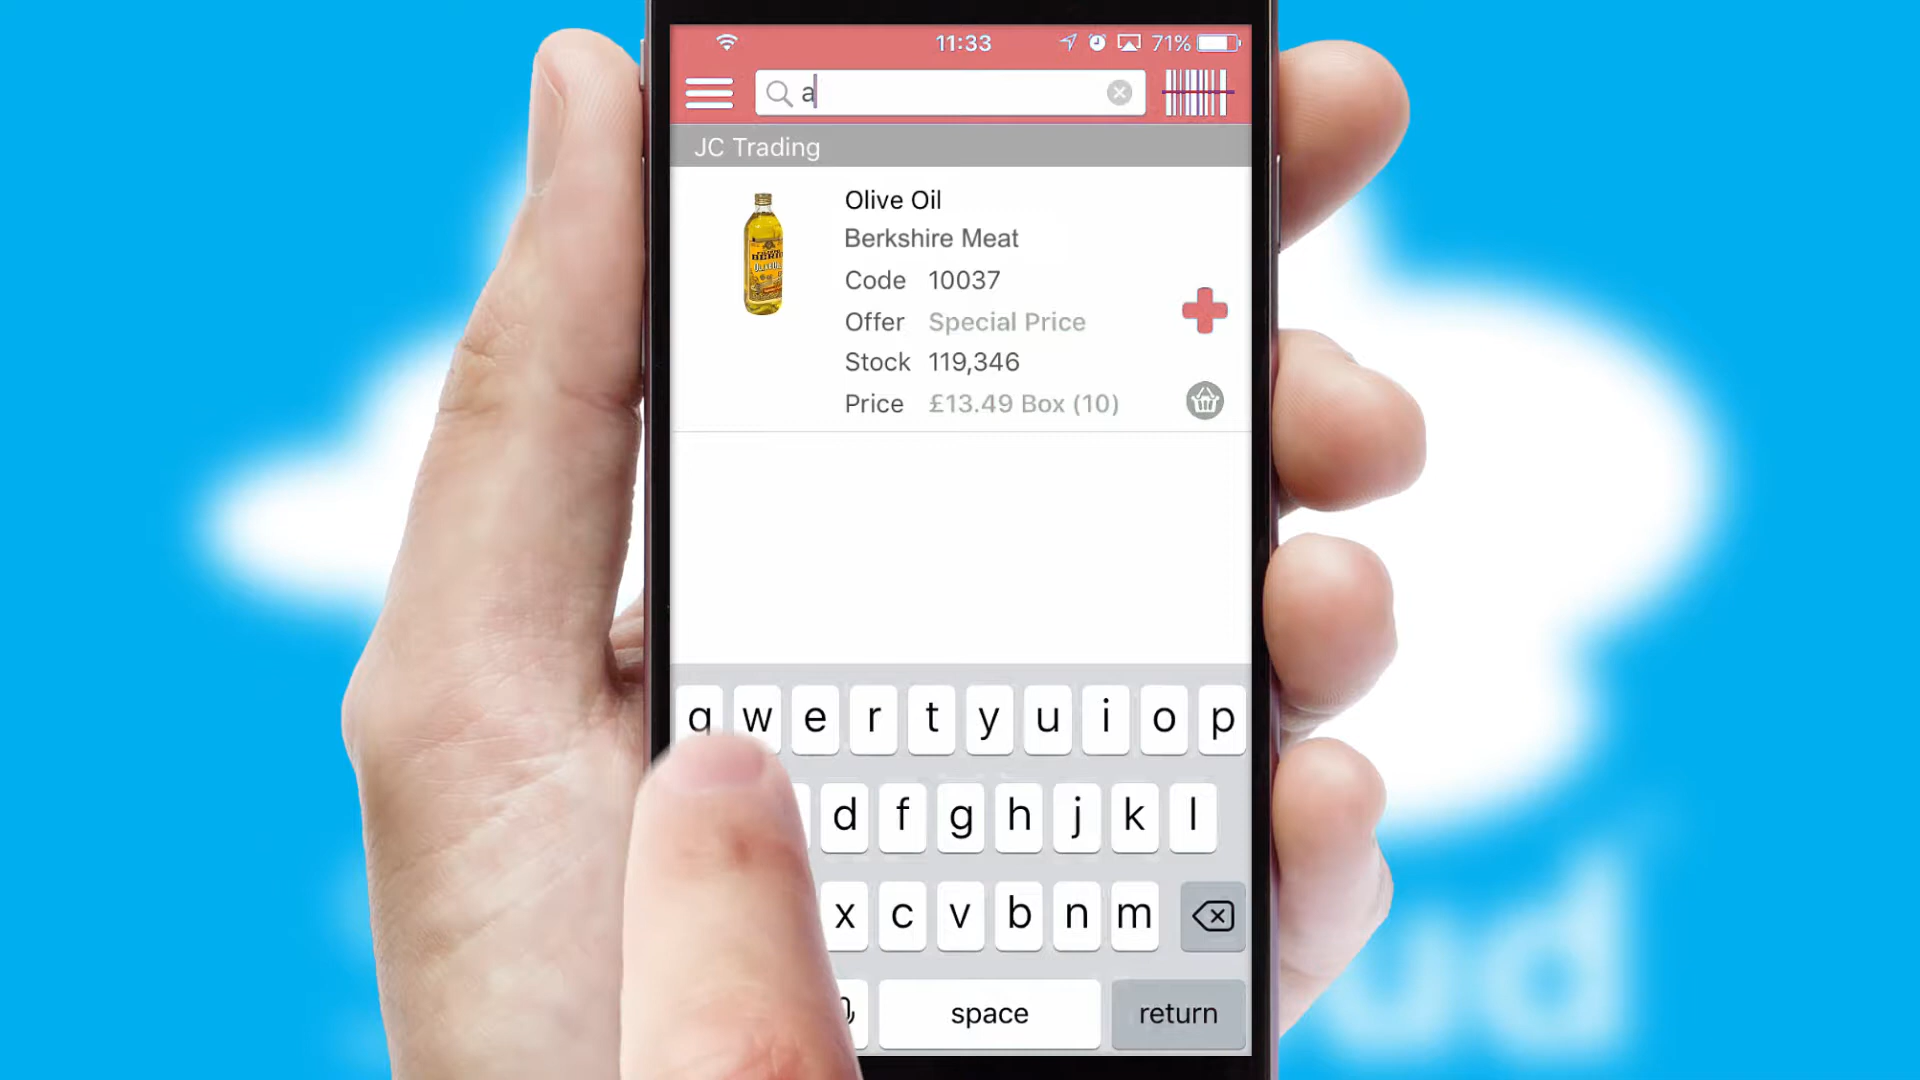 11:33
71%
a
JC Trading
Olive Oil
Berkshire Meat
Code 10037
Offer Special Price
Stock 119,346
Price £13.49 Box (10)
q w e r t y u i o p
d f g h j k l
x c v b n m
space return
ud